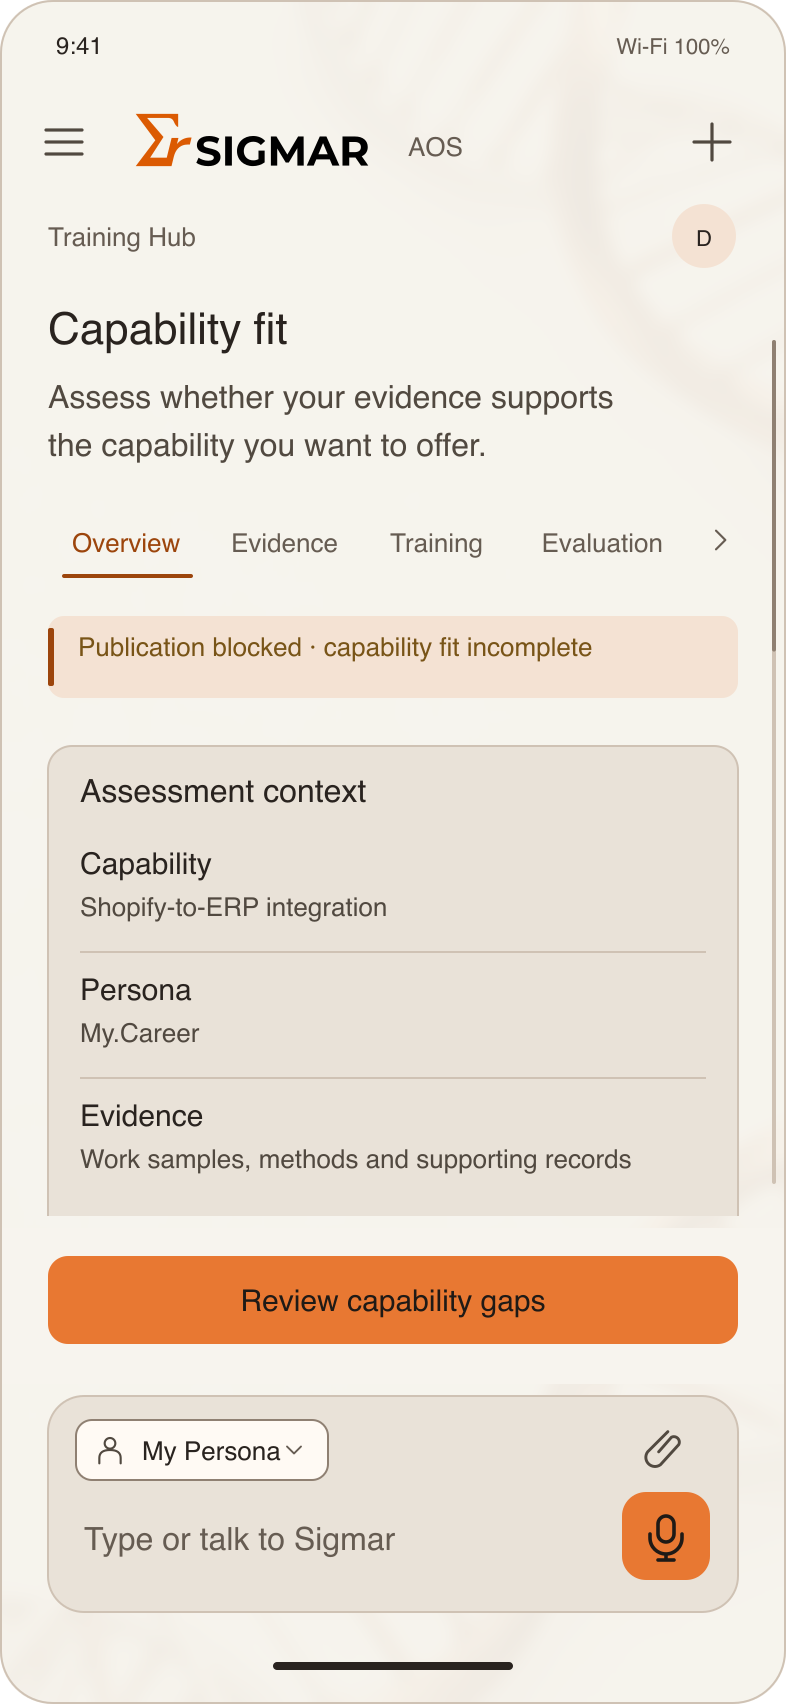 9:41
Wi-Fi 100%
Σr SIGMAR AOS
Training Hub
D
Capability fit
Assess whether your evidence supports
the capability you want to offer.
Overview Evidence Training Evaluation
Publication blocked · capability fit incomplete
Assessment context
Capability
Shopify-to-ERP integration
Persona
My.Career
Evidence
Work samples, methods and supporting records
Review capability gaps
My Persona
Type or talk to Sigmar